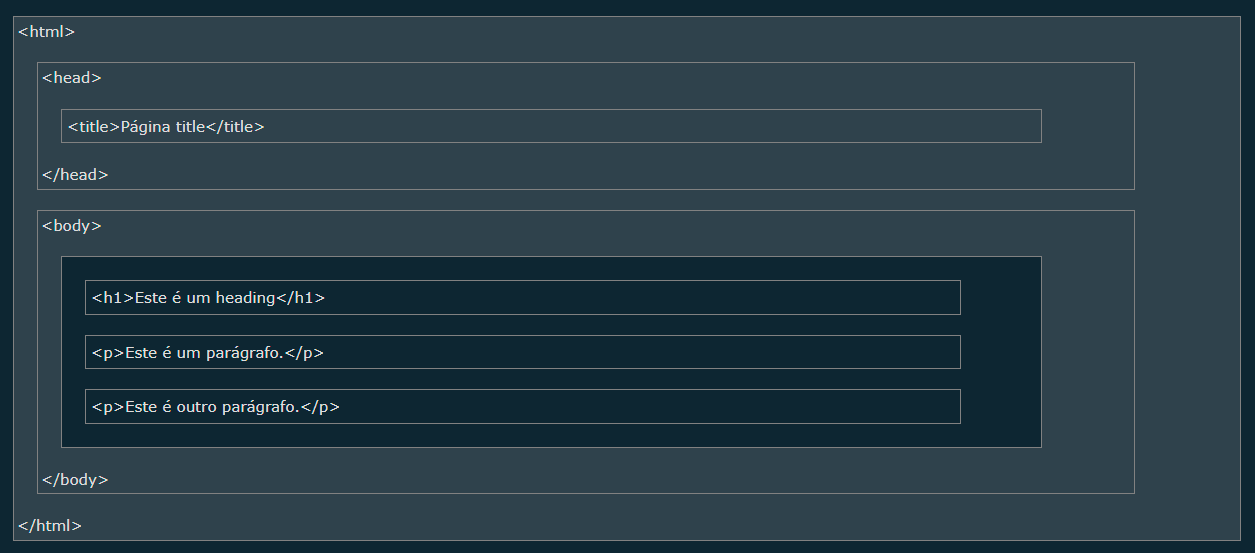 <html>
<head>
<title>Página title</title>
</head>
<body>
<h1>Este é um heading</h1>
<p>Este é um parágrafo.</p>
<p>Este é outro parágrafo.</p>
</body>
</html>